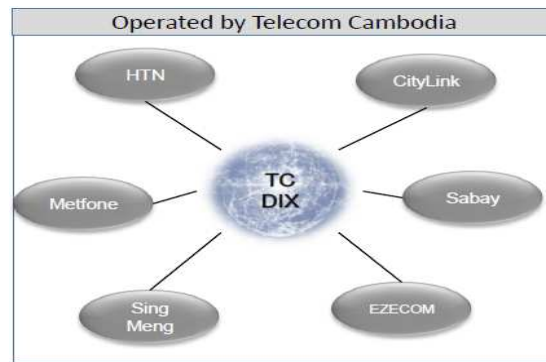 Operated by Telecom Cambodia
HTN
CityLink
TC
DIX
Metfone
Sabay
Sing
Meng
EZECOM